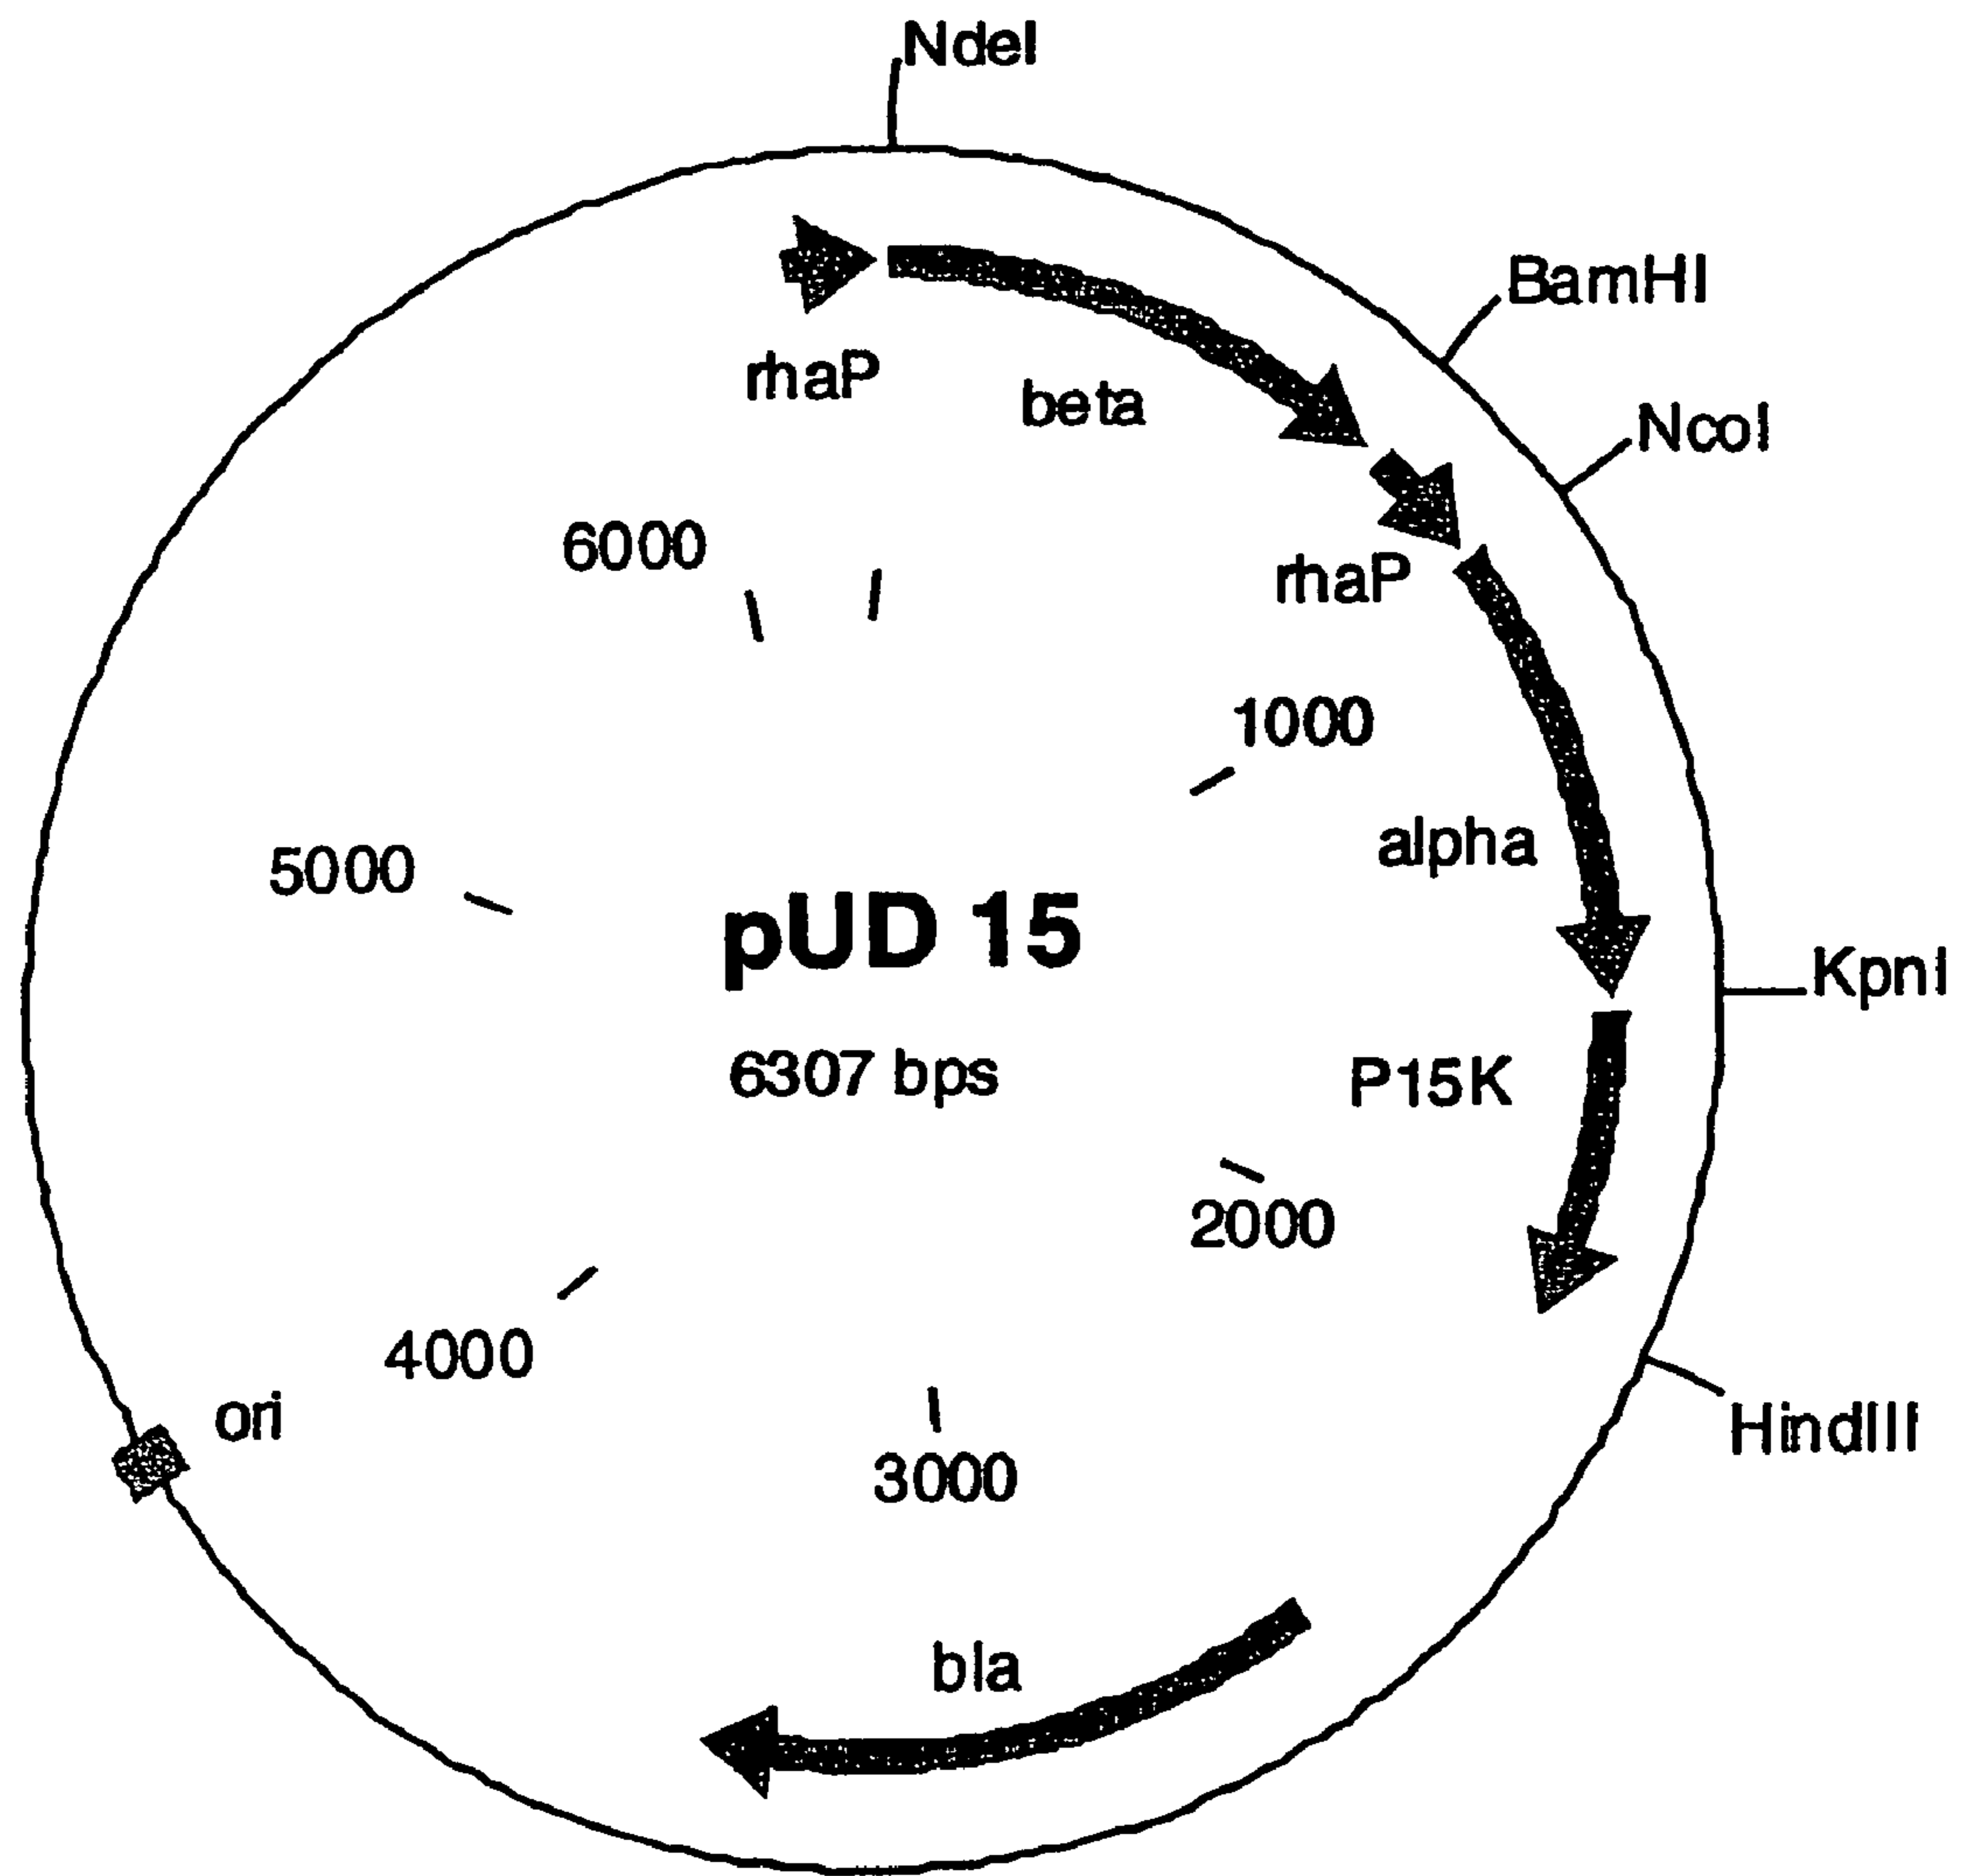 NdeI
BamHI
NcoI
rhaP
beta
6000
rhaP
1000
alpha
5000
pUD 15
KpnI
6307 bps
P15K
2000
4000
ori
HindIII
3000
bla